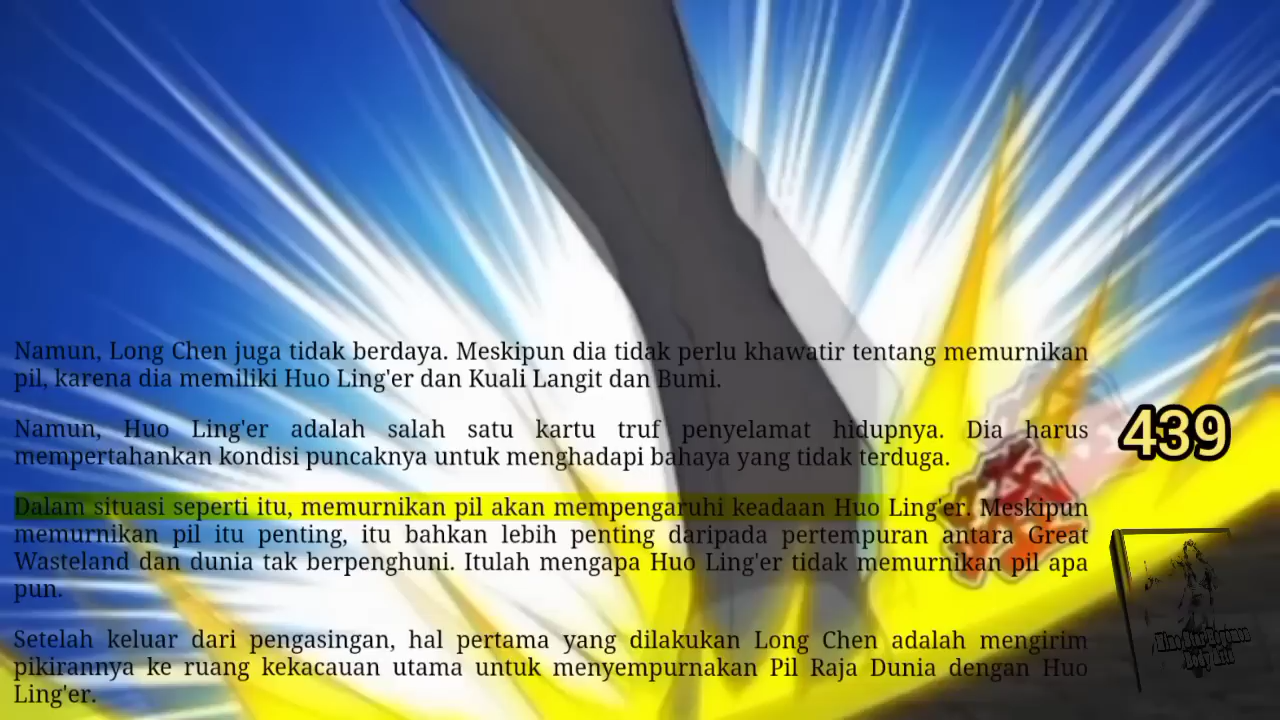 Namun, Long Chen juga tidak berdaya. Meskipun dia tidak perlu khawatir tentang memurnikan
pil, karena dia memiliki Huo Ling'er dan Kuali Langit dan Bumi.
Namun, Huo Ling'er adalah salah satu kartu truf penyelamat hidupnya. Dia harus
mempertahankan kondisi puncaknya untuk menghadapi bahaya yang tidak terduga.
439
Dalam situasi seperti itu, memurnikan pil akan mempengaruhi keadaan Huo Ling'er. Meskipun
memurnikan pil itu penting, itu bahkan lebih penting daripada pertempuran antara Great
Wasteland dan dunia tak berpenghuni. Itulah mengapa Huo Ling'er tidak memurnikan pil apa
pun.
Setelah keluar dari pengasingan, hal pertama yang dilakukan Long Chen adalah mengirim
pikirannya ke ruang kekacauan utama untuk menyempurnakan Pil Raja Dunia dengan Huo
Ling'er.